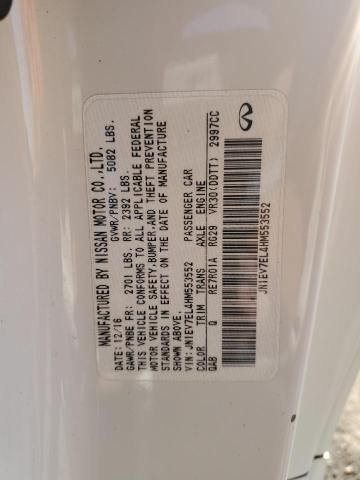 MANUFACTURED BY NISSAN MOTOR CO.,LTD.
DATE: 12/16 GVWR/PNBV: 5082 LBS.
GAWR/PNBE FR: 2701 LBS. RR: 2392 LBS.
THIS VEHICLE CONFORMS TO ALL APPLICABLE FEDERAL
MOTOR VEHICLE SAFETY,BUMPER,AND THEFT PREVENTION
STANDARDS IN EFFECT ON THE DATE OF MANUFACTURE
SHOWN ABOVE.
VIN: JN1EV7EL4HM553552 PASSENGER CAR
COLOR TRIM TRANS AXLE ENGINE
QAB Q RE7R01A RG29 VR30(DDTT) 2997CC
JN1EV7EL4HM553552